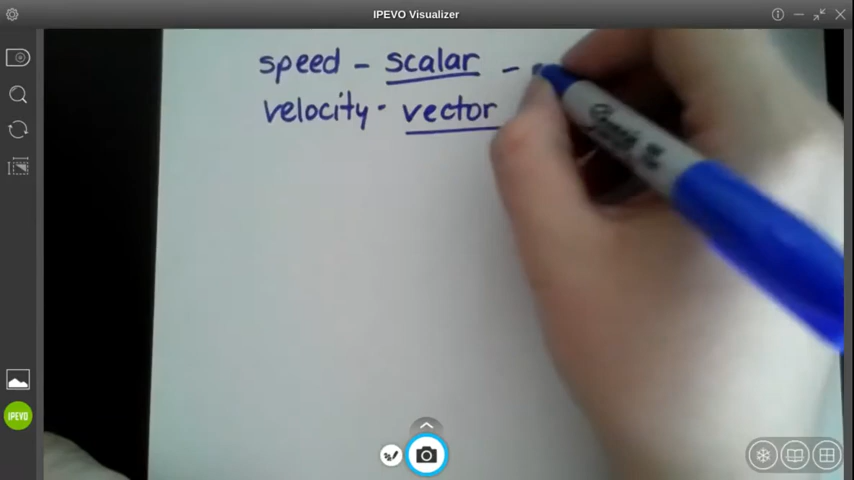 IPEVO Visualizer
speed - scalar -
velocity - vector
IPEVO